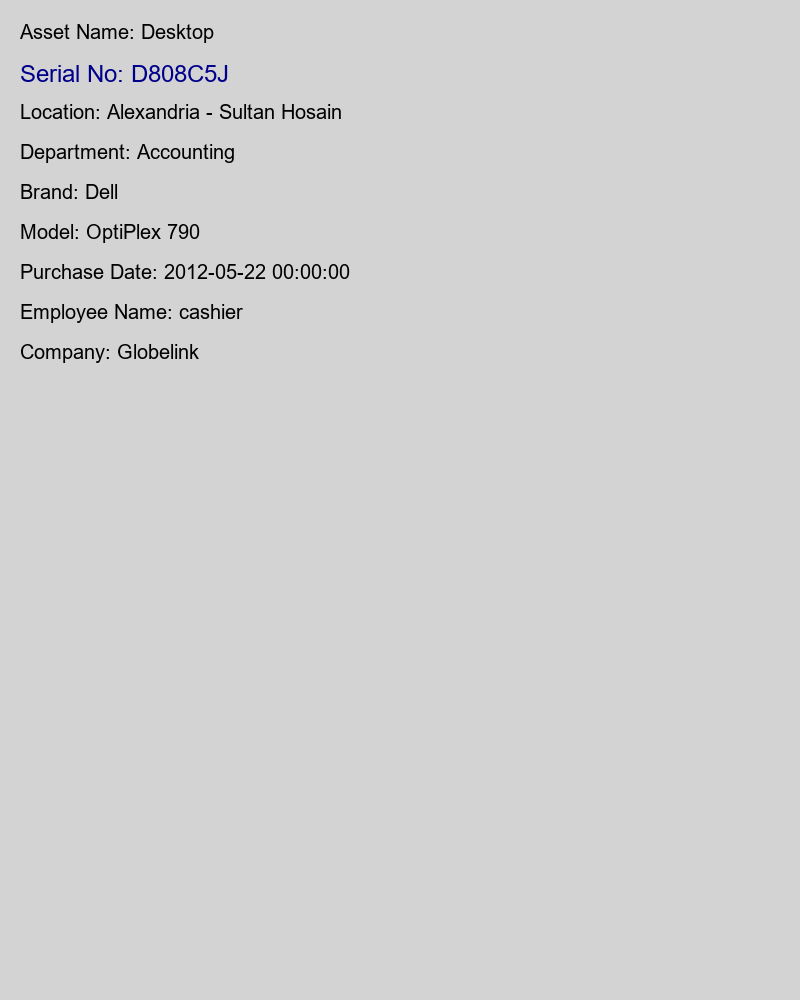 Asset Name: Desktop
Serial No: D808C5J
Location: Alexandria - Sultan Hosain
Department: Accounting
Brand: Dell
Model: OptiPlex 790
Purchase Date: 2012-05-22 00:00:00
Employee Name: cashier
Company: Globelink